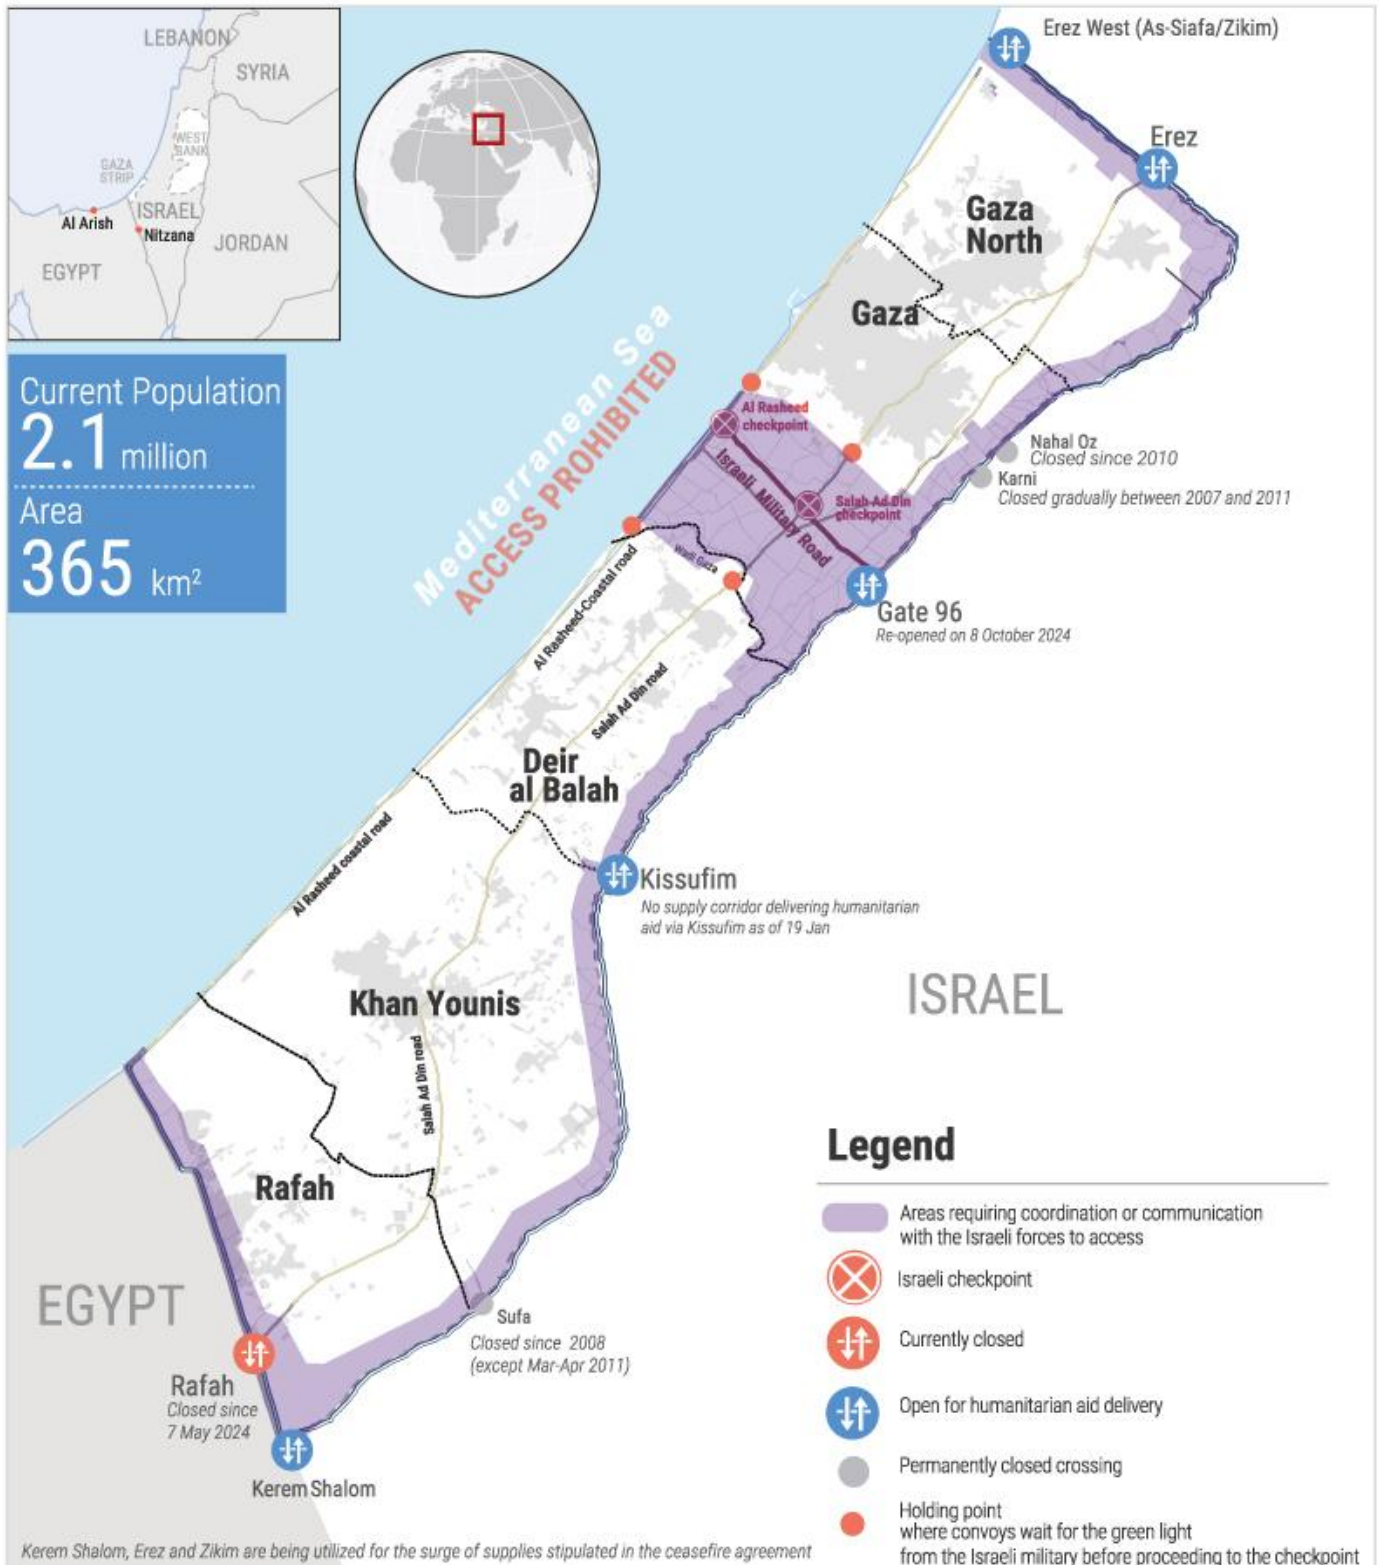 LEBANON
SYRIA
WEST
BANK
GAZA
STRIP
ISRAEL
Al Arish
Nitzana
JORDAN
EGYPT
Current Population
2.1 million
Area
365 km²
Mediterranean Sea
ACCESS PROHIBITED
Erez West (As-Siafa/Zikim)
Erez
Gaza
North
Gaza
Al Rasheed
checkpoint
Israeli Military Road
Salah Ad Din
checkpoint
Nahal Oz
Closed since 2010
Karni
Closed gradually between 2007 and 2011
Wadi Gaza
Gate 96
Re-opened on 8 October 2024
Al Rasheed-Coastal road
Salah Ad Din road
Deir
al Balah
Al Rasheed coastal road
Kissufim
No supply corridor delivering humanitarian
aid via Kissufim as of 19 Jan
Khan Younis
Salah Ad Din road
ISRAEL
Rafah
EGYPT
Sufa
Closed since 2008
(except Mar-Apr 2011)
Rafah
Closed since
7 May 2024
Kerem Shalom
Legend
Areas requiring coordination or communication
with the Israeli forces to access
Israeli checkpoint
Currently closed
Open for humanitarian aid delivery
Permanently closed crossing
Holding point
where convoys wait for the green light
from the Israeli military before proceeding to the checkpoint
Kerem Shalom, Erez and Zikim are being utilized for the surge of supplies stipulated in the ceasefire agreement